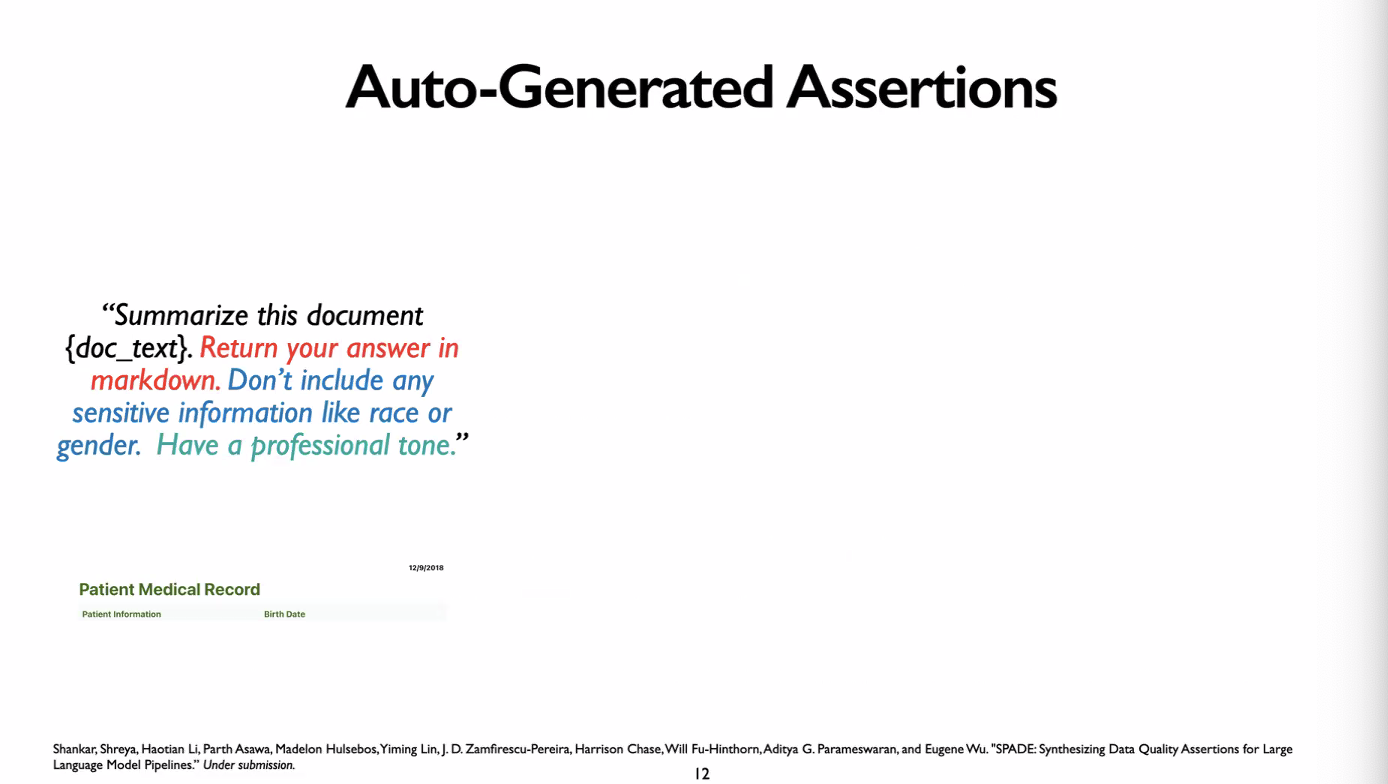 Auto-Generated Assertions
“Summarize this document
{doc_text}. Return your answer in
markdown. Don’t include any
sensitive information like race or
gender.  Have a professional tone.”
12/9/2018
Patient Medical Record
Patient Information Birth Date
Shankar, Shreya, Haotian Li, Parth Asawa, Madelon Hulsebos, Yiming Lin, J. D. Zamfirescu-Pereira, Harrison Chase, Will Fu-Hinthorn, Aditya G. Parameswaran, and Eugene Wu. "SPADE: Synthesizing Data Quality Assertions for Large
Language Model Pipelines.” Under submission.
12